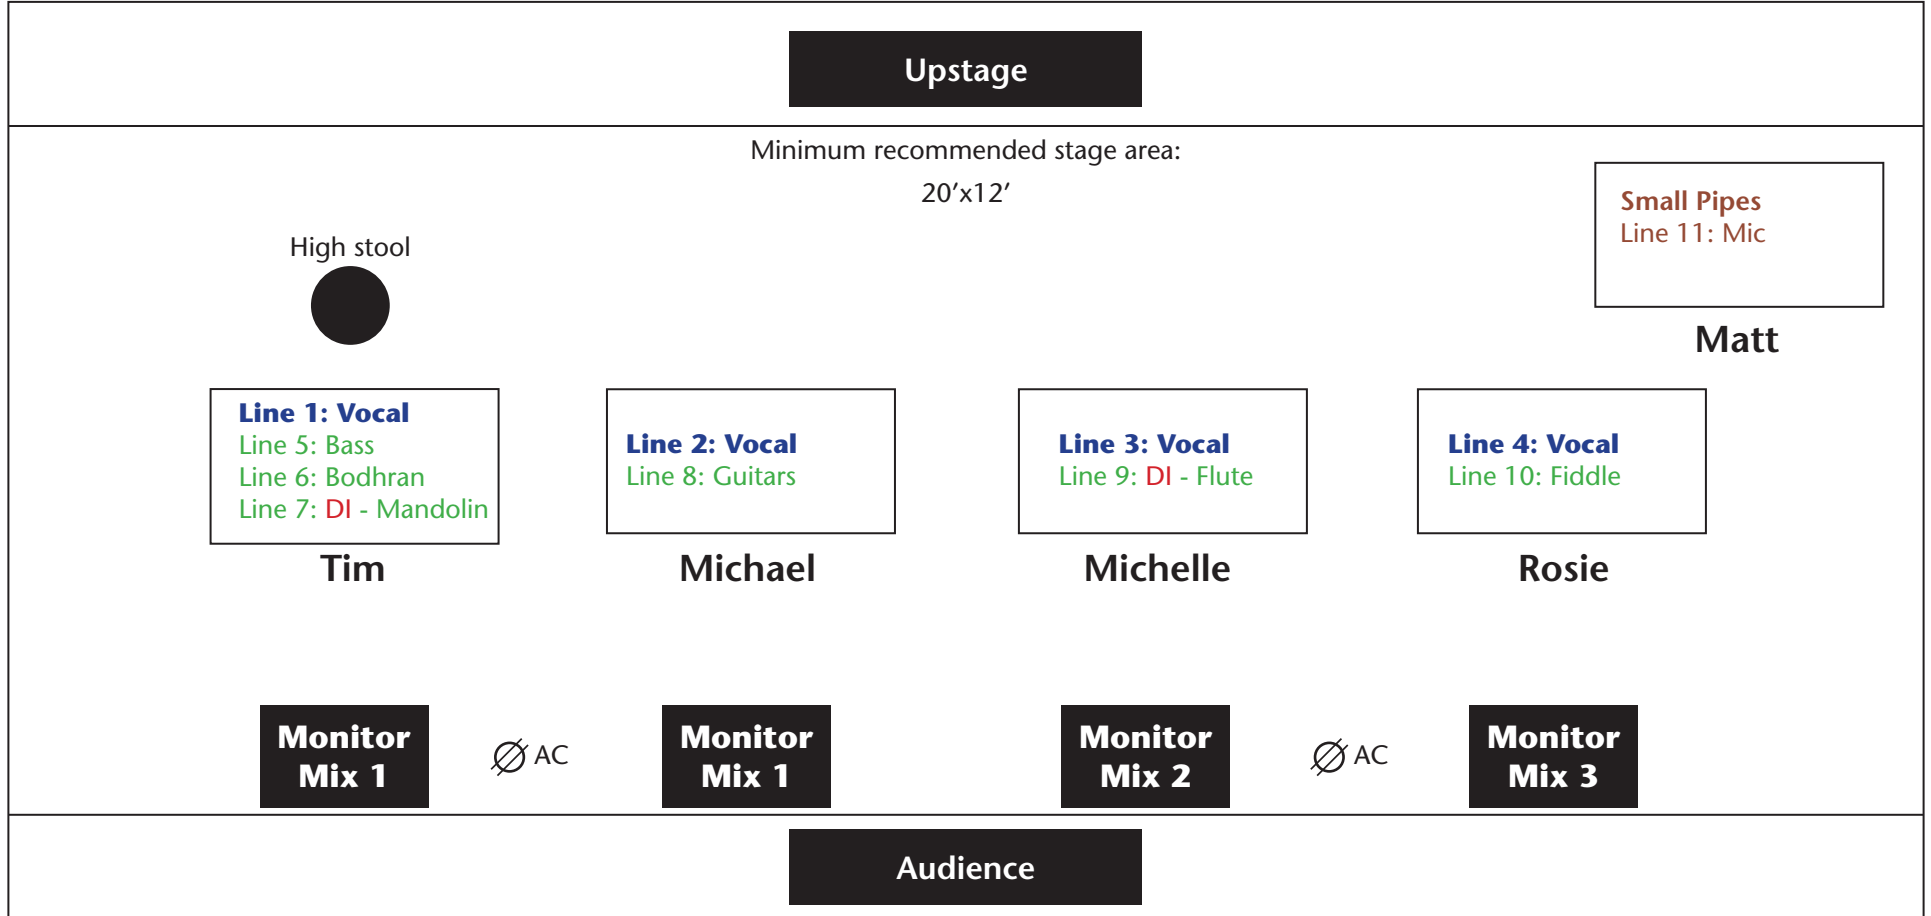 Upstage
Minimum recommended stage area:
20’x12’
Small Pipes
Line 11: Mic
Matt
High stool
Line 1: Vocal
Line 5: Bass
Line 6: Bodhran
Line 7: DI - Mandolin
Tim
Line 2: Vocal
Line 8: Guitars
Michael
Line 3: Vocal
Line 9: DI - Flute
Michelle
Line 4: Vocal
Line 10: Fiddle
Rosie
Monitor
Mix 1
AC
Monitor
Mix 1
Monitor
Mix 2
AC
Monitor
Mix 3
Audience